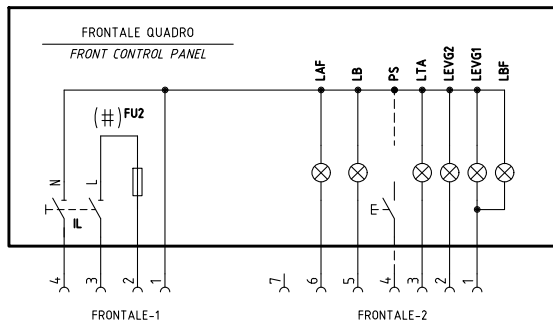 FRONTALE QUADRO
FRONT CONTROL PANEL
LAF
LB
PS
LTA
LEVG2
LEVG1
LBF
(#) FU2
N
L
IL
4
3
2
1
7
6
5
4
3
2
1
FRONTALE-1
FRONTALE-2